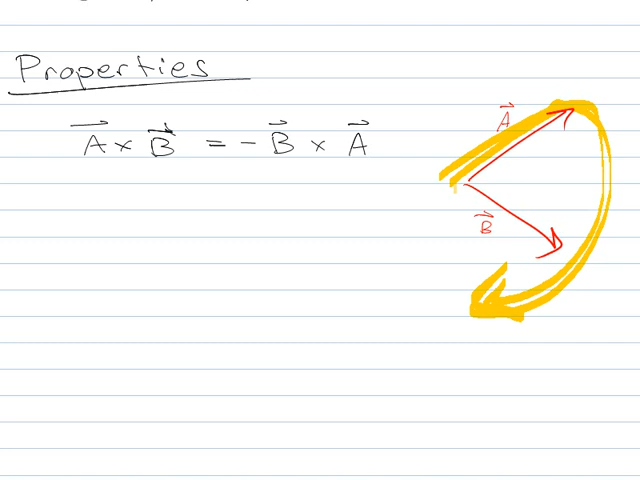 Properties
A⃗ × B⃗ = - B⃗ × A⃗
A⃗
B⃗